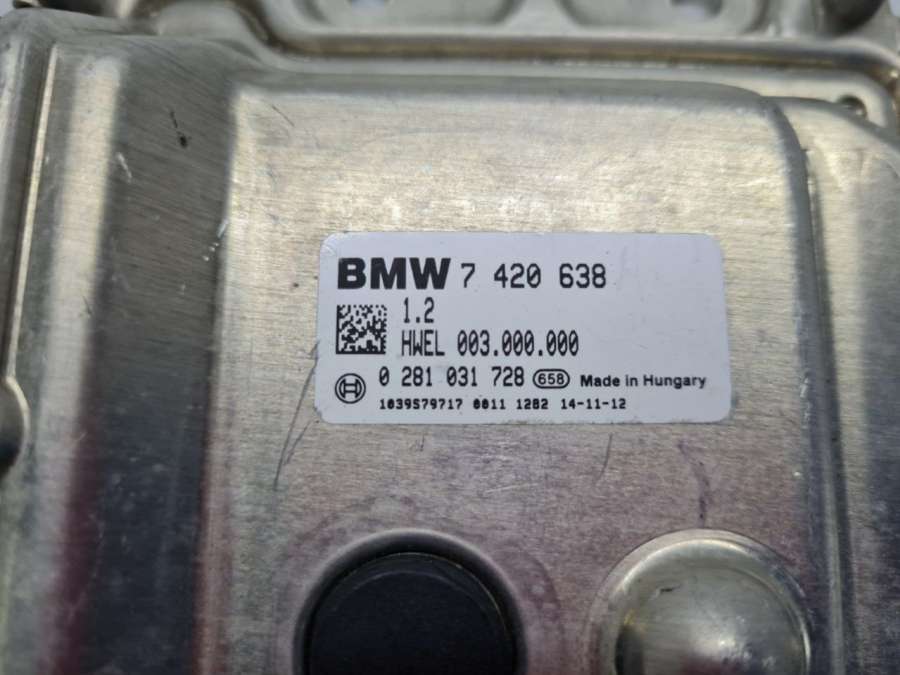 BMW 7 420 638
1.2
HWEL 003.000.000
0 281 031 728 658 Made in Hungary
1039S79717 0011 1282 14-11-12